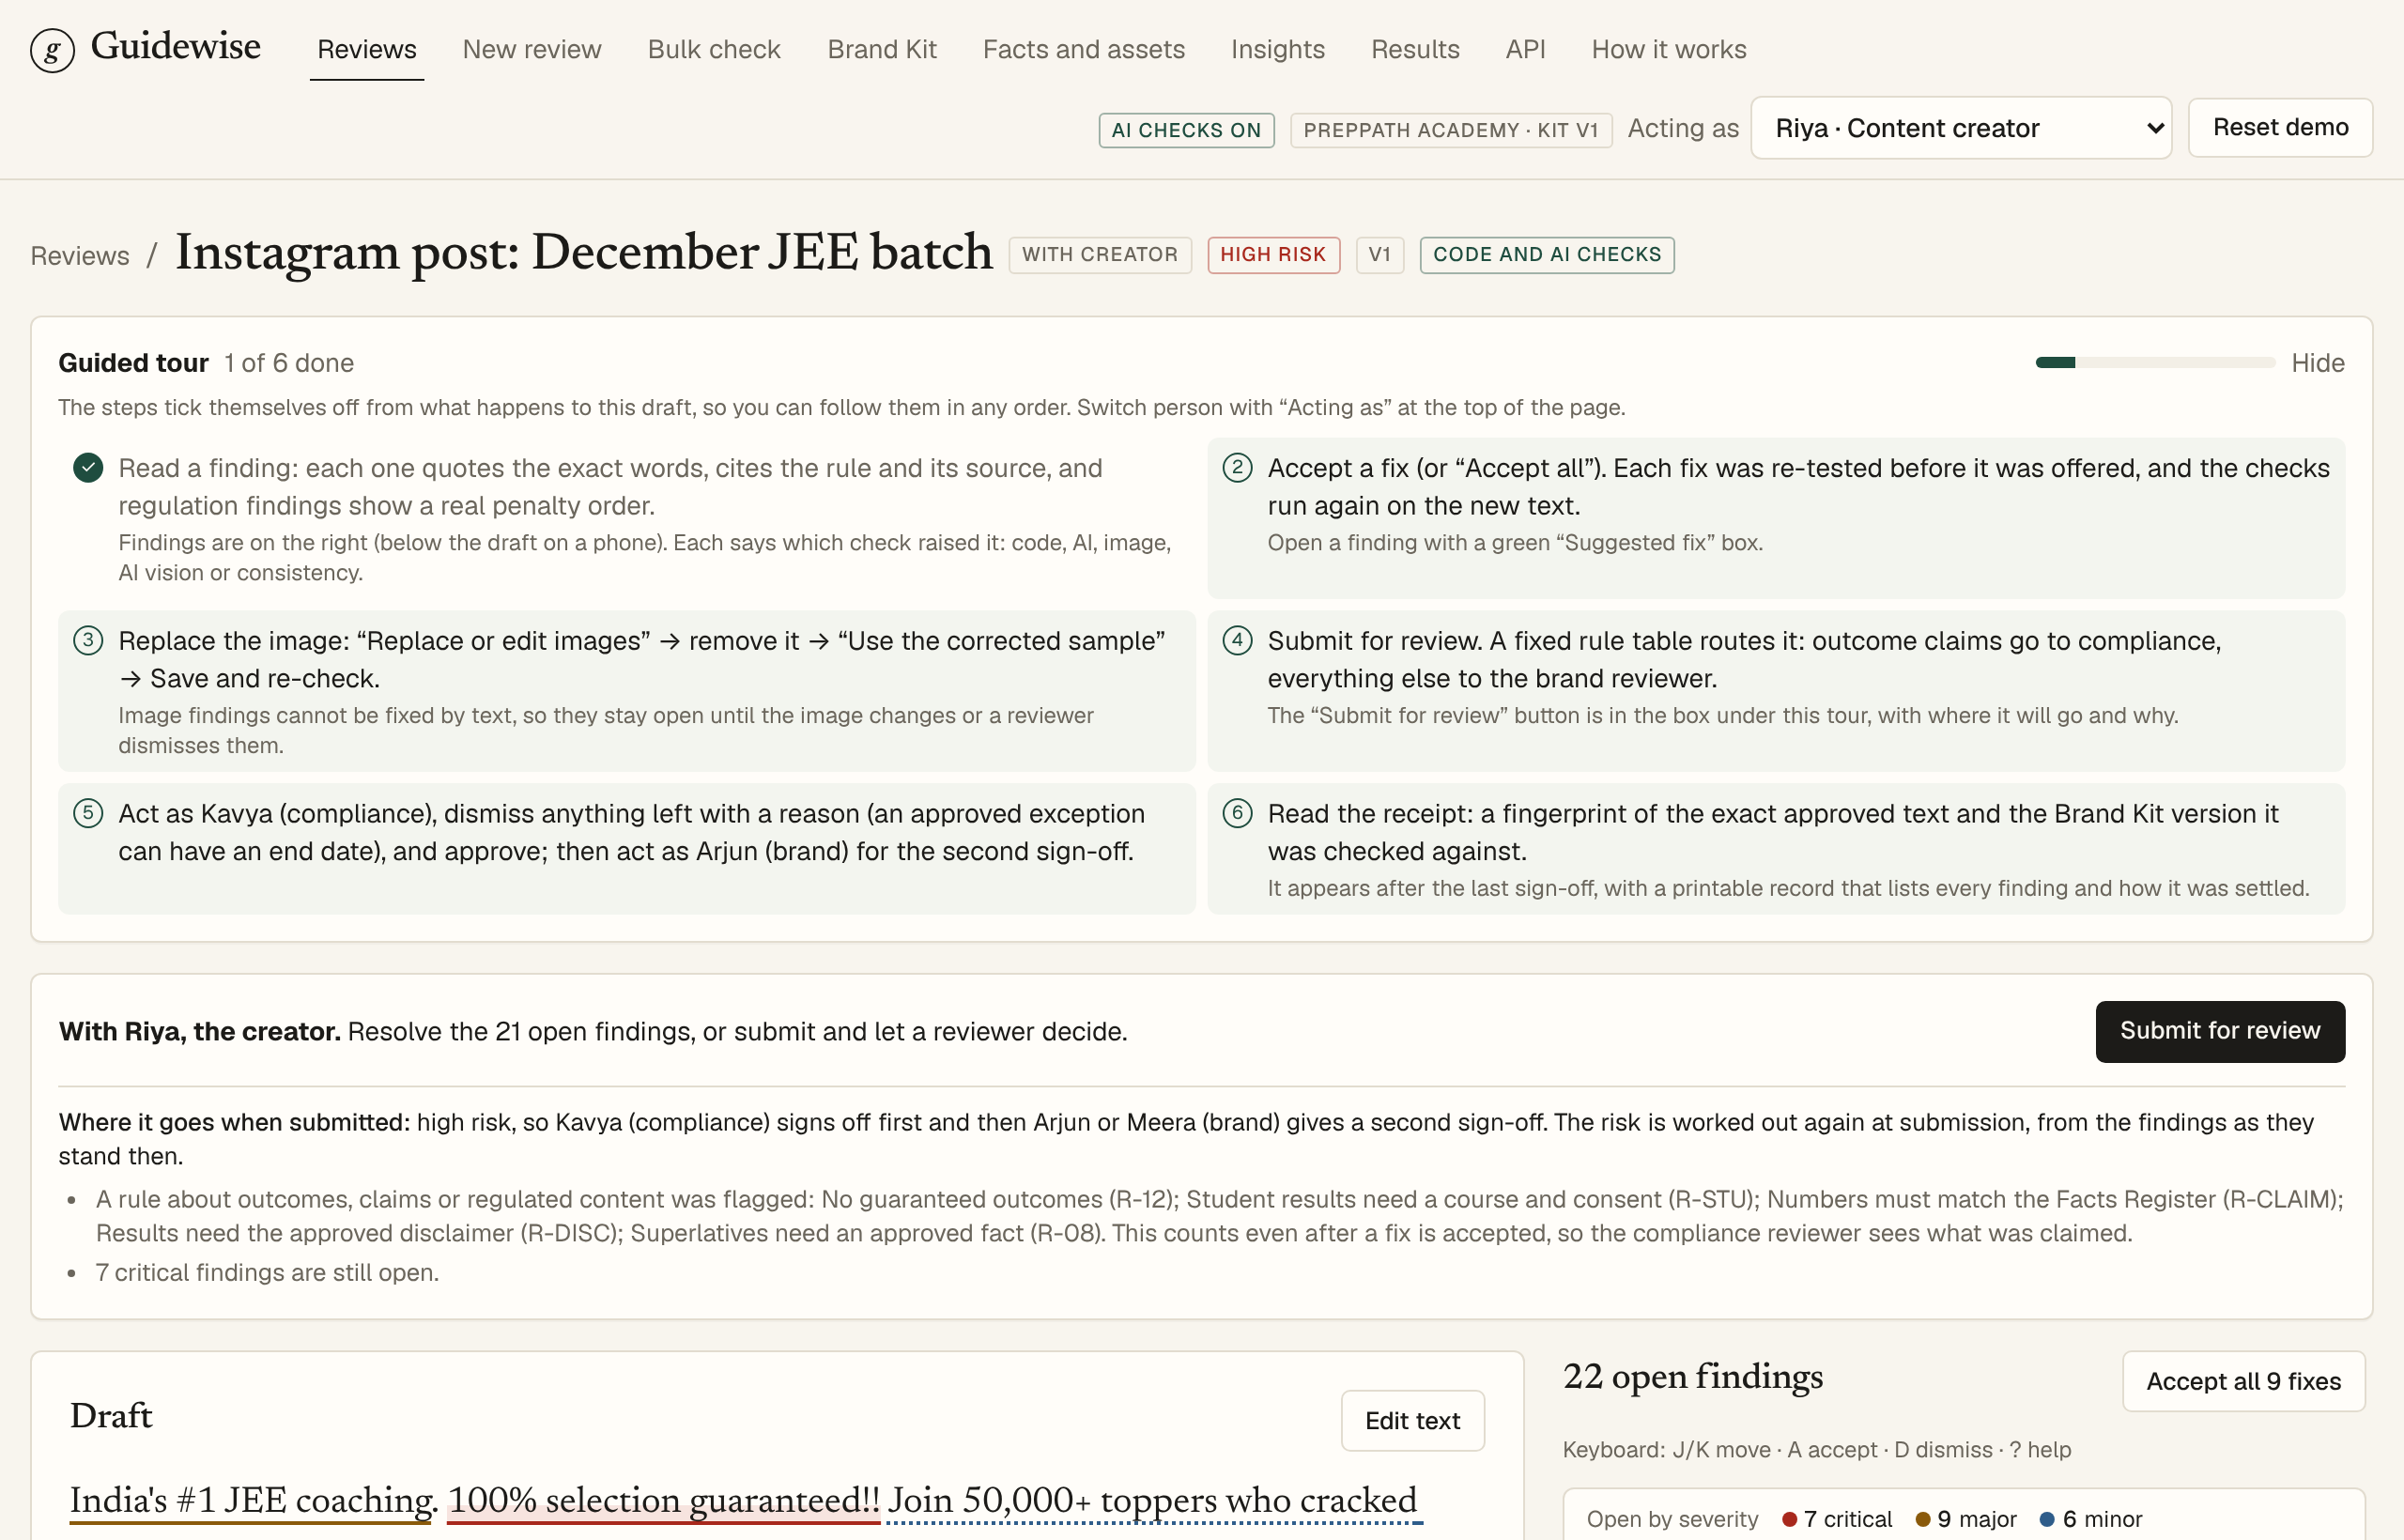 g Guidewise Reviews New review Bulk check Brand Kit Facts and assets Insights Results API How it works
AI CHECKS ON PREPPATH ACADEMY · KIT V1 Acting as Riya · Content creator Reset demo
Reviews / Instagram post: December JEE batch WITH CREATOR HIGH RISK V1 CODE AND AI CHECKS
Guided tour 1 of 6 done Hide
The steps tick themselves off from what happens to this draft, so you can follow them in any order. Switch person with “Acting as” at the top of the page.
Read a finding: each one quotes the exact words, cites the rule and its source, and
regulation findings show a real penalty order.
Findings are on the right (below the draft on a phone). Each says which check raised it: code, AI, image,
AI vision or consistency.
2 Accept a fix (or “Accept all”). Each fix was re-tested before it was offered, and the checks
run again on the new text.
Open a finding with a green “Suggested fix” box.
3 Replace the image: “Replace or edit images” → remove it → “Use the corrected sample”
→ Save and re-check.
Image findings cannot be fixed by text, so they stay open until the image changes or a reviewer
dismisses them.
4 Submit for review. A fixed rule table routes it: outcome claims go to compliance,
everything else to the brand reviewer.
The “Submit for review” button is in the box under this tour, with where it will go and why.
5 Act as Kavya (compliance), dismiss anything left with a reason (an approved exception
can have an end date), and approve; then act as Arjun (brand) for the second sign-off.
6 Read the receipt: a fingerprint of the exact approved text and the Brand Kit version it
was checked against.
It appears after the last sign-off, with a printable record that lists every finding and how it was settled.
With Riya, the creator. Resolve the 21 open findings, or submit and let a reviewer decide. Submit for review
Where it goes when submitted: high risk, so Kavya (compliance) signs off first and then Arjun or Meera (brand) gives a second sign-off. The risk is worked out again at submission, from the findings as they
stand then.
• A rule about outcomes, claims or regulated content was flagged: No guaranteed outcomes (R-12); Student results need a course and consent (R-STU); Numbers must match the Facts Register (R-CLAIM);
Results need the approved disclaimer (R-DISC); Superlatives need an approved fact (R-08). This counts even after a fix is accepted, so the compliance reviewer sees what was claimed.
• 7 critical findings are still open.
Draft Edit text
India's #1 JEE coaching. 100% selection guaranteed!! Join 50,000+ toppers who cracked
22 open findings Accept all 9 fixes
Keyboard: J/K move · A accept · D dismiss · ? help
Open by severity 7 critical 9 major 6 minor